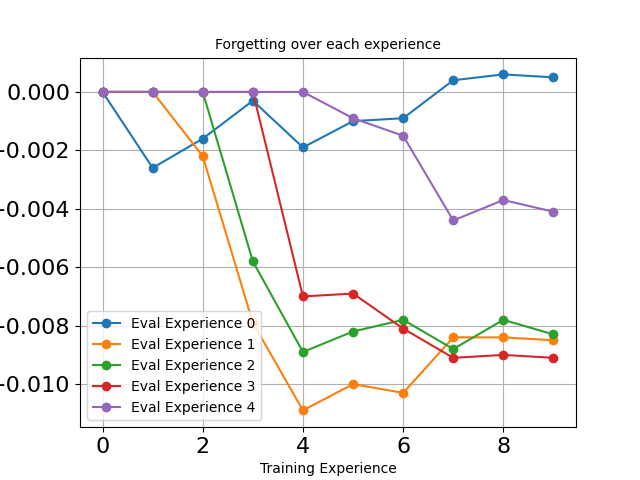 Forgetting over each experience
0.000
-0.002
-0.004
-0.006
-0.008
-0.010
Eval Experience 0
Eval Experience 1
Eval Experience 2
Eval Experience 3
Eval Experience 4
0 2 4 6 8
Training Experience